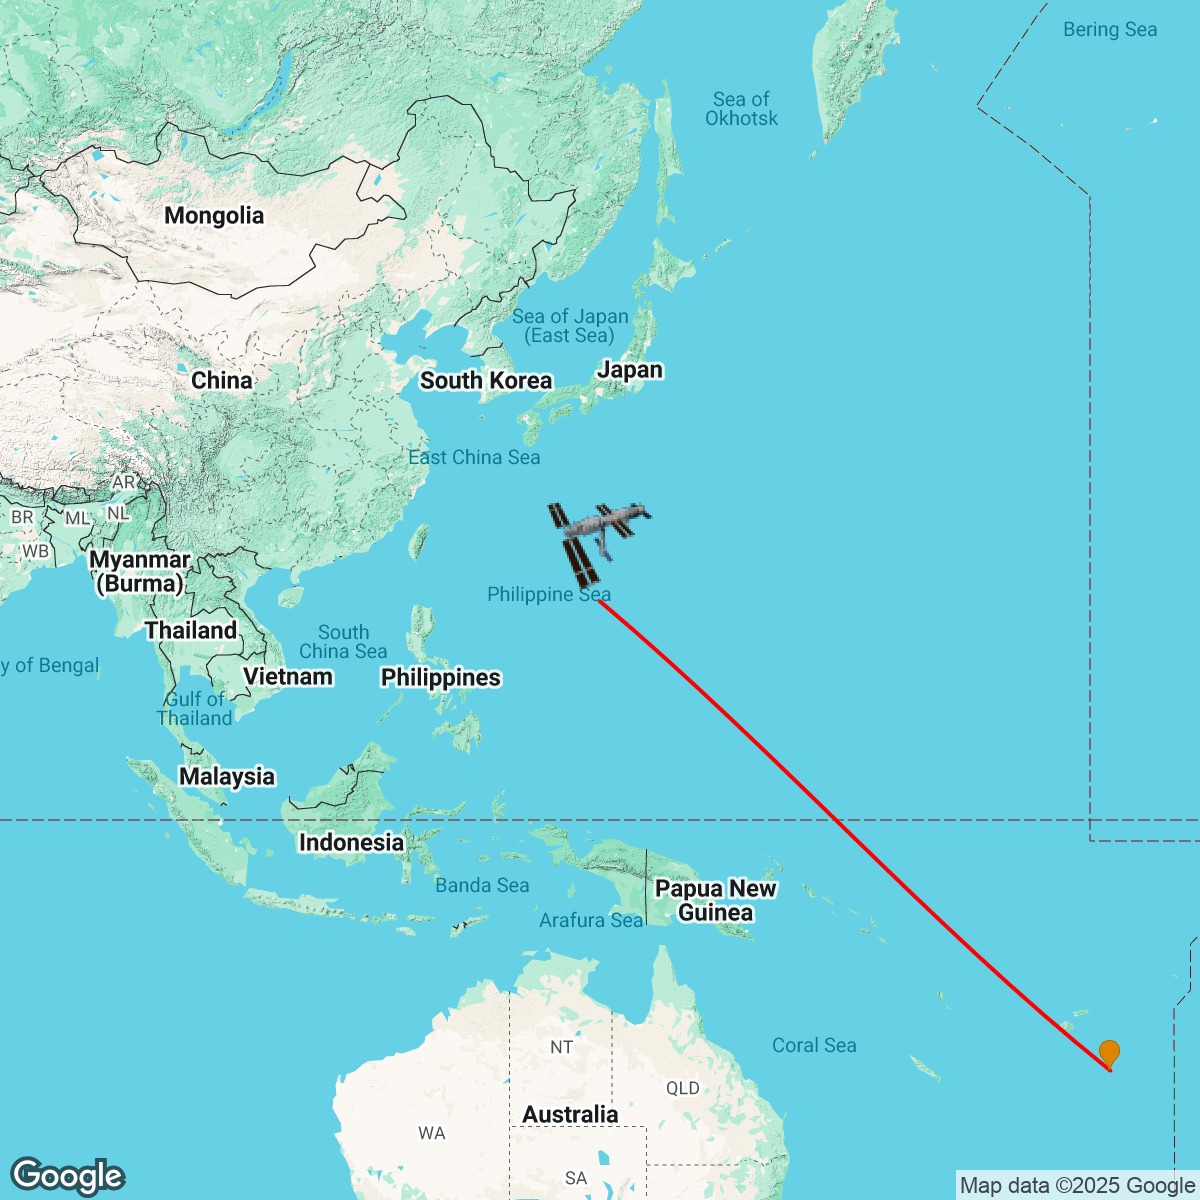 Bering Sea
Sea of
Okhotsk
Mongolia
Sea of Japan
(East Sea)
Japan
China
South Korea
East China Sea
AR
BR
ML
NL
WB
Myanmar
(Burma)
Philippine Sea
Thailand
South
China Sea
y of Bengal
Vietnam
Philippines
Gulf of
Thailand
Malaysia
Indonesia
Banda Sea
Papua New
Guinea
Arafura Sea
NT
Coral Sea
QLD
Australia
WA
SA
Google
Map data ©2025 Google